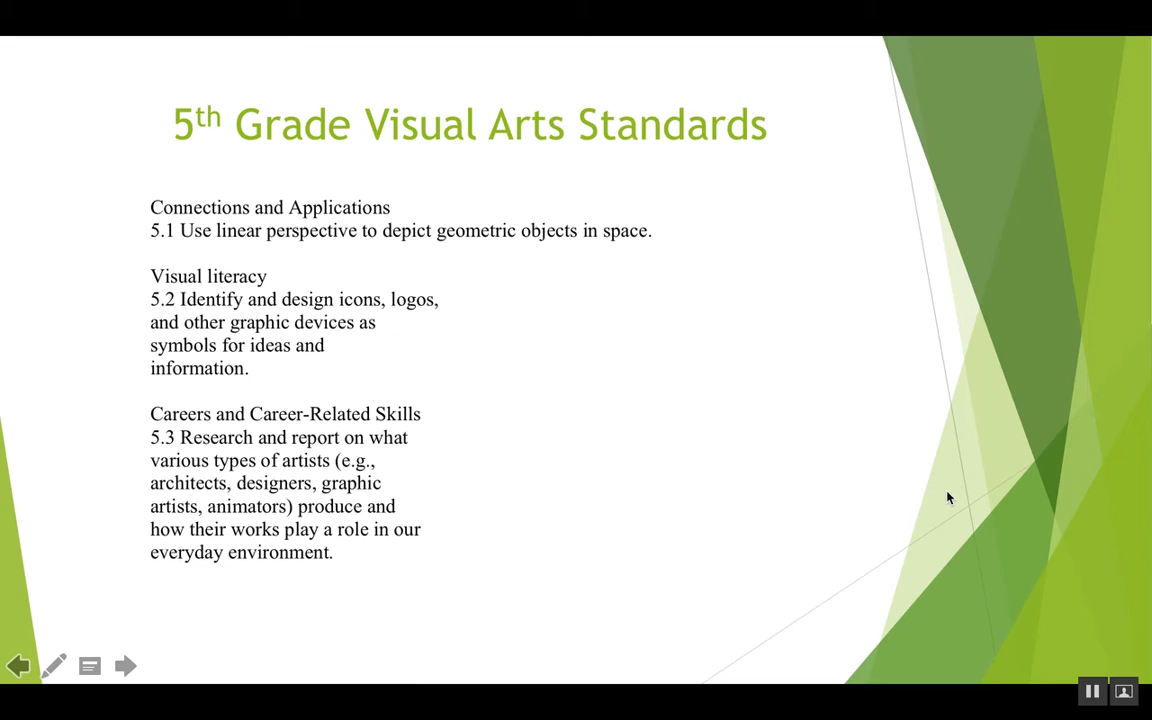 5th Grade Visual Arts Standards
Connections and Applications
5.1 Use linear perspective to depict geometric objects in space.
Visual literacy
5.2 Identify and design icons, logos,
and other graphic devices as
symbols for ideas and
information.
Careers and Career-Related Skills
5.3 Research and report on what
various types of artists (e.g.,
architects, designers, graphic
artists, animators) produce and
how their works play a role in our
everyday environment.